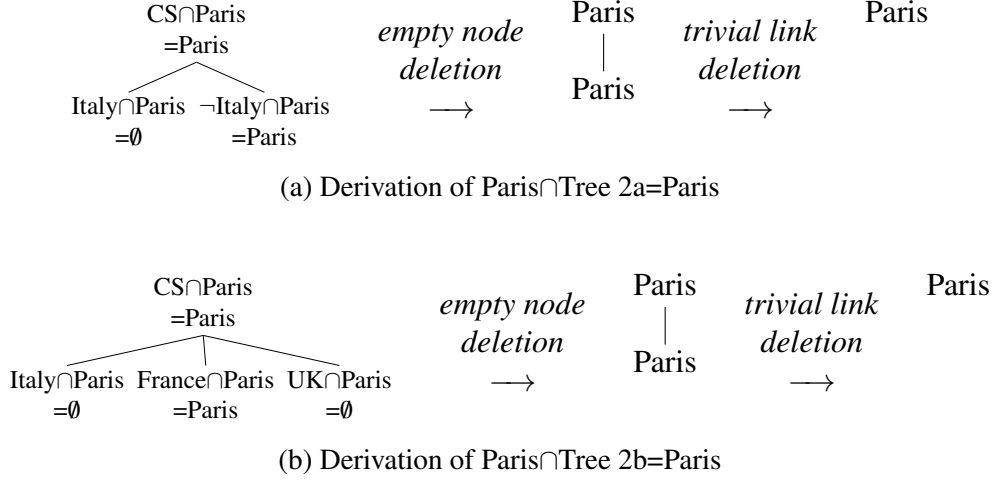 CS∩Paris
=Paris
Italy∩Paris
=∅
¬Italy∩Paris
=Paris
empty node
deletion
⟶
Paris
Paris
trivial link
deletion
⟶
Paris
(a) Derivation of Paris∩Tree 2a=Paris
CS∩Paris
=Paris
Italy∩Paris
=∅
France∩Paris
=Paris
UK∩Paris
=∅
empty node
deletion
⟶
Paris
Paris
trivial link
deletion
⟶
Paris
(b) Derivation of Paris∩Tree 2b=Paris